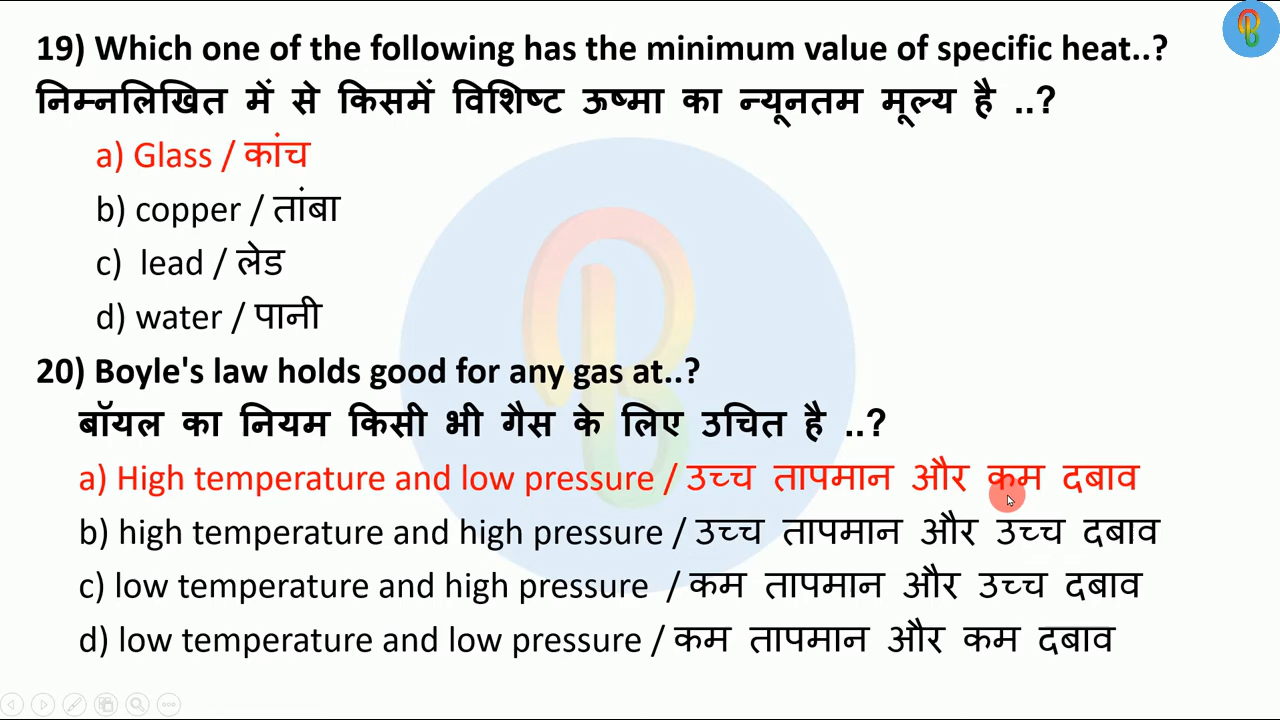 19) Which one of the following has the minimum value of specific heat..?
निम्नलिखित में से किसमें विशिष्ट ऊष्मा का न्यूनतम मूल्य है ..?
a) Glass / कांच
b) copper / तांबा
c) lead / लेड
d) water / पानी
20) Boyle's law holds good for any gas at..?
बॉयल का नियम किसी भी गैस के लिए उचित है ..?
a) High temperature and low pressure / उच्च तापमान और कम दबाव
b) high temperature and high pressure / उच्च तापमान और उच्च दबाव
c) low temperature and high pressure / कम तापमान और उच्च दबाव
d) low temperature and low pressure / कम तापमान और कम दबाव